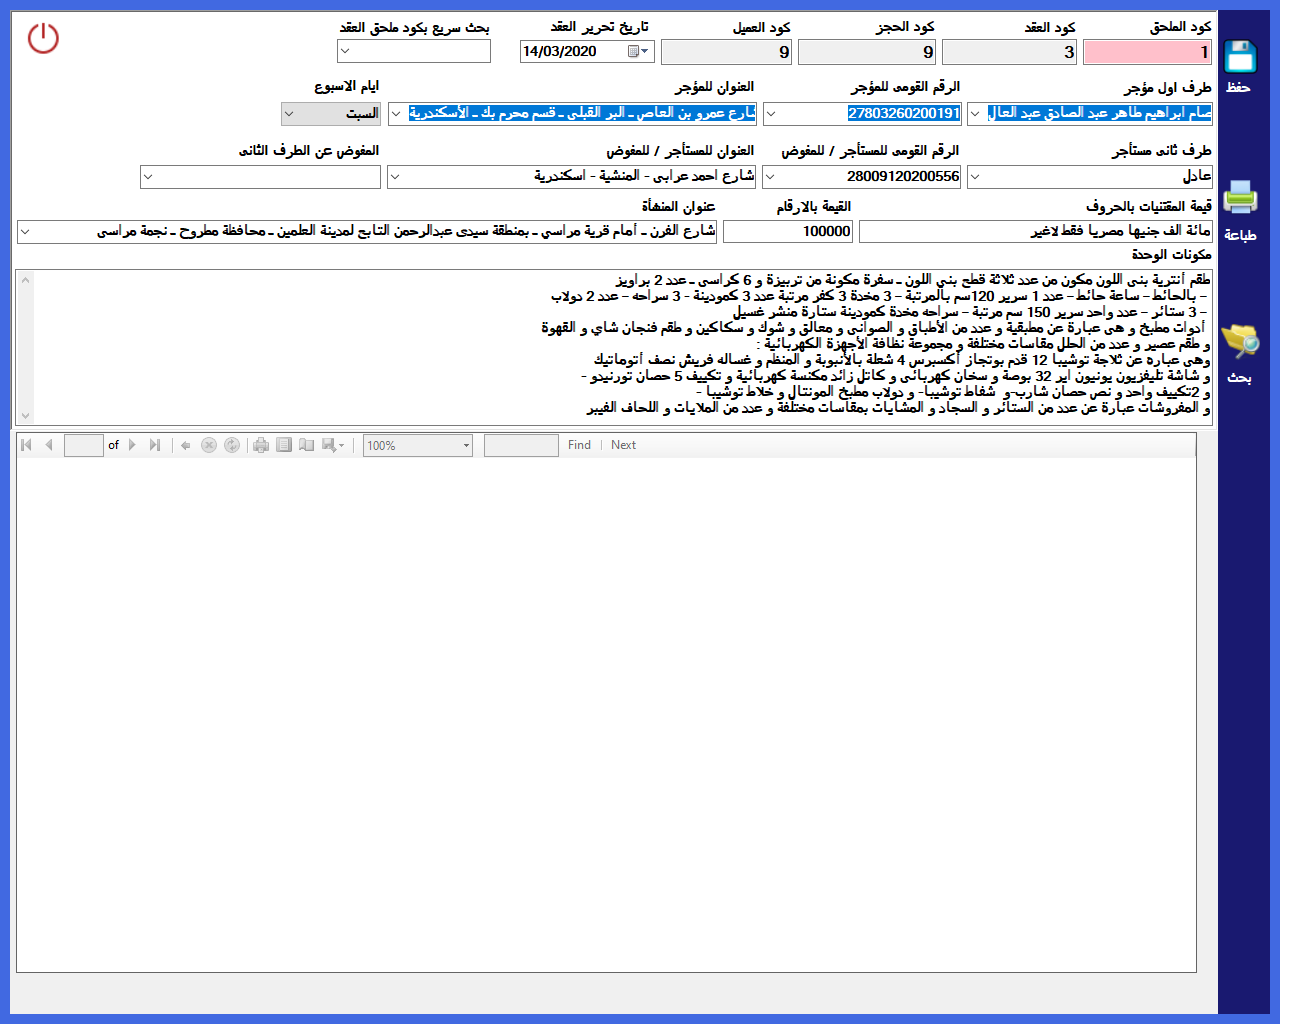 كود الملحق
كود العقد
كود الحجز
كود العميل
تاريخ تحرير العقد
بحث سريع بكود ملحق العقد
1
3
9
9
14/03/2020
حفظ
طرف اول مؤجر
الرقم القومى للمؤجر
العنوان للمؤجر
ايام الاسبوع
صام ابراهيم طاهر عبد الصادق عبد العال
27803260200191
شارع عمرو بن العاص ـ البر القبلى ـ قسم محرم بك ـ الأسكندرية
السبت
طرف ثانى مستأجر
الرقم القومى للمستأجر / للمفوض
العنوان للمستأجر / للمفوض
المفوض عن الطرف الثانى
عادل
28009120200556
شارع احمد عرابى - المنشية - اسكندرية
قيمة المقتنيات بالحروف
القيمة بالارقام
عنوان المنشأة
مائة الف جنيها مصريا فقط لاغير
100000
شارع الفرن ـ أمام قرية مراسي ـ بمنطقة سيدى عبدالرحمن التابع لمدينة العلمين ـ محافظة مطروح ـ نجمة مراسى
طباعة
مكونات الوحدة
طقم أنترية بنى اللون مكون من عدد ثلاثة قطع بنى اللون ـ سفرة مكونة من تربيزة و 6 كراسى ـ عدد 2 براويز
– بالحائط – ساعة حائط – عدد 1 سرير 120سم بالمرتبة – 3 مخدة 3 كفر مرتبة عدد 3 كمودينة – 3 سراحه – عدد 2 دولاب
– 3 ستائر – عدد واحد سرير 150 سم مرتبة – سراحه مخدة كمودينة ستارة منشر غسيل
أدوات مطبخ و هى عبارة عن مطبقية و عدد من الأطباق و الصوانى و معالق و شوك و سكاكين و طقم فنجان شاي و القهوة
و طقم عصير و عدد من الحلل مقاسات مختلفة و مجموعة نظافة الأجهزة الكهربائية :
وهى عباره عن ثلاجة توشيبا 12 قدم بوتجاز أكسبرس 4 شعلة بالأنبوبة و المنظم و غساله فريش نصف أتوماتيك
و شاشة تليفزيون يونيون اير 32 بوصة و سخان كهربائى و كاتل زائد مكنسة كهربائية و تكييف 5 حصان تورنيدو -
و 2تكييف واحد و نص حصان شارب-و شفاط توشيبا- و دولاب مطبخ المونتال و خلاط توشيبا -
و المفروشات عبارة عن عدد من الستائر و السجاد و المشايات بمقاسات مختلفة و عدد من الملايات و اللحاف الفيبر
بحث
of
100%
Find
Next